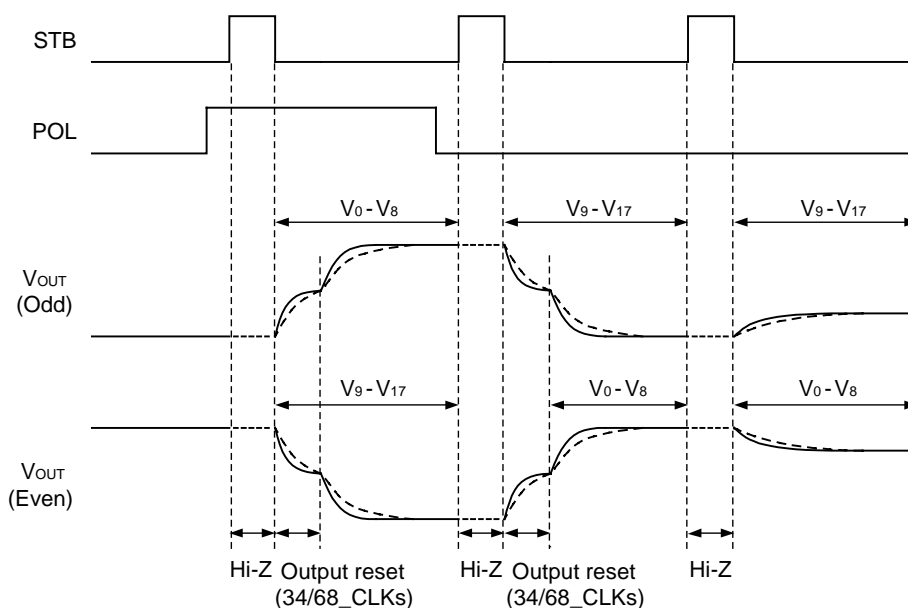 STB
POL
V0 - V8
V9 - V17
V9 - V17
VOUT
(Odd)
V9 - V17
V0 - V8
V0 - V8
VOUT
(Even)
Hi-Z
Output reset
(34/68_CLKs)
Hi-Z
Output reset
(34/68_CLKs)
Hi-Z